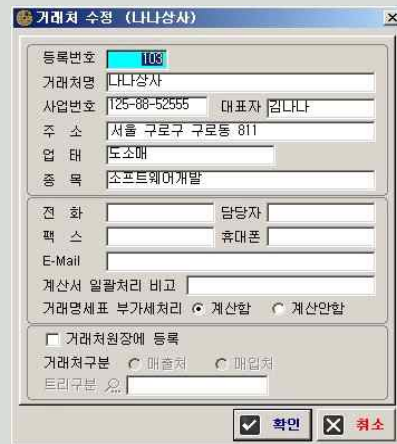 거래처 수정 (나나상사)
등록번호 103
거래처명 나나상사
사업번호 125-88-52555 대표자 김나나
주 소 서울 구로구 구로동 811
업 태 도소매
종 목 소프트웨어개발
전 화 담당자
팩 스 휴대폰
E-Mail
계산서 일괄처리 비고
거래명세표 부가세처리 계산함 계산안함
거래처원장에 등록
거래처구분 매출처 매입처
트리구분
확인 취소